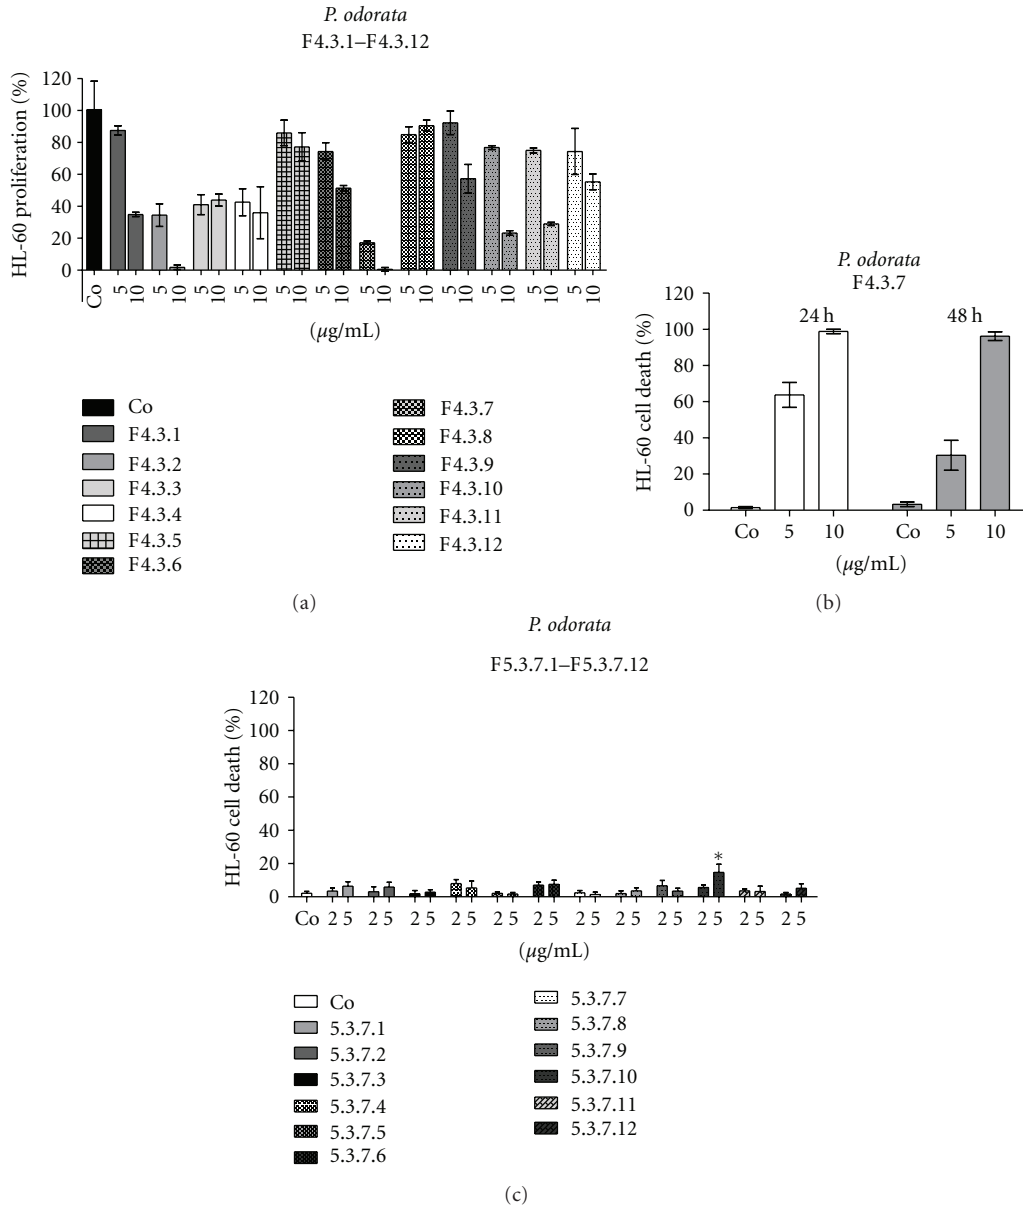 P. odorata
F4.3.1–F4.3.12
HL-60 proliferation (%)
120
100
80
60
40
20
0
Co 5 10 5 10 5 10 5 10 5 10 5 10 5 10 5 10 5 10 5 10 5 10 5 10
(µg/mL)
Co
F4.3.1
F4.3.2
F4.3.3
F4.3.4
F4.3.5
F4.3.6
F4.3.7
F4.3.8
F4.3.9
F4.3.10
F4.3.11
F4.3.12
(a)
P. odorata
F4.3.7
HL-60 cell death (%)
120
100
80
60
40
20
0
24 h
48 h
Co 5 10 Co 5 10
(µg/mL)
(b)
P. odorata
F5.3.7.1–F5.3.7.12
HL-60 cell death (%)
120
100
80
60
40
20
0
*
Co 2 5 2 5 2 5 2 5 2 5 2 5 2 5 2 5 2 5 2 5 2 5 2 5
(µg/mL)
Co
5.3.7.1
5.3.7.2
5.3.7.3
5.3.7.4
5.3.7.5
5.3.7.6
5.3.7.7
5.3.7.8
5.3.7.9
5.3.7.10
5.3.7.11
5.3.7.12
(c)